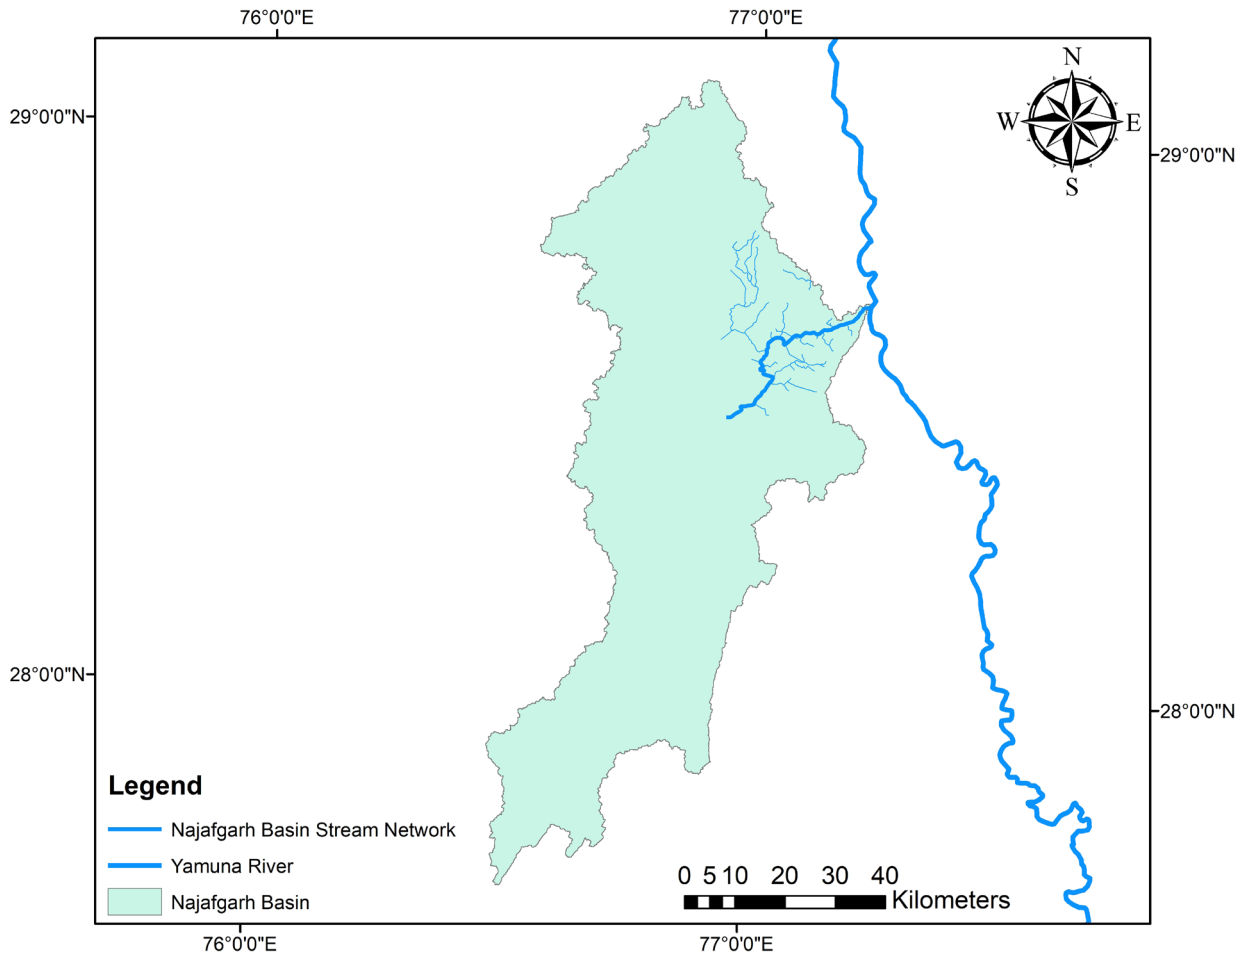 76°0'0"E 77°0'0"E
N
W E
S
29°0'0"N
29°0'0"N
28°0'0"N
28°0'0"N
Legend
Najafgarh Basin Stream Network
Yamuna River
Najafgarh Basin
0 5 10 20 30 40
Kilometers
76°0'0"E 77°0'0"E